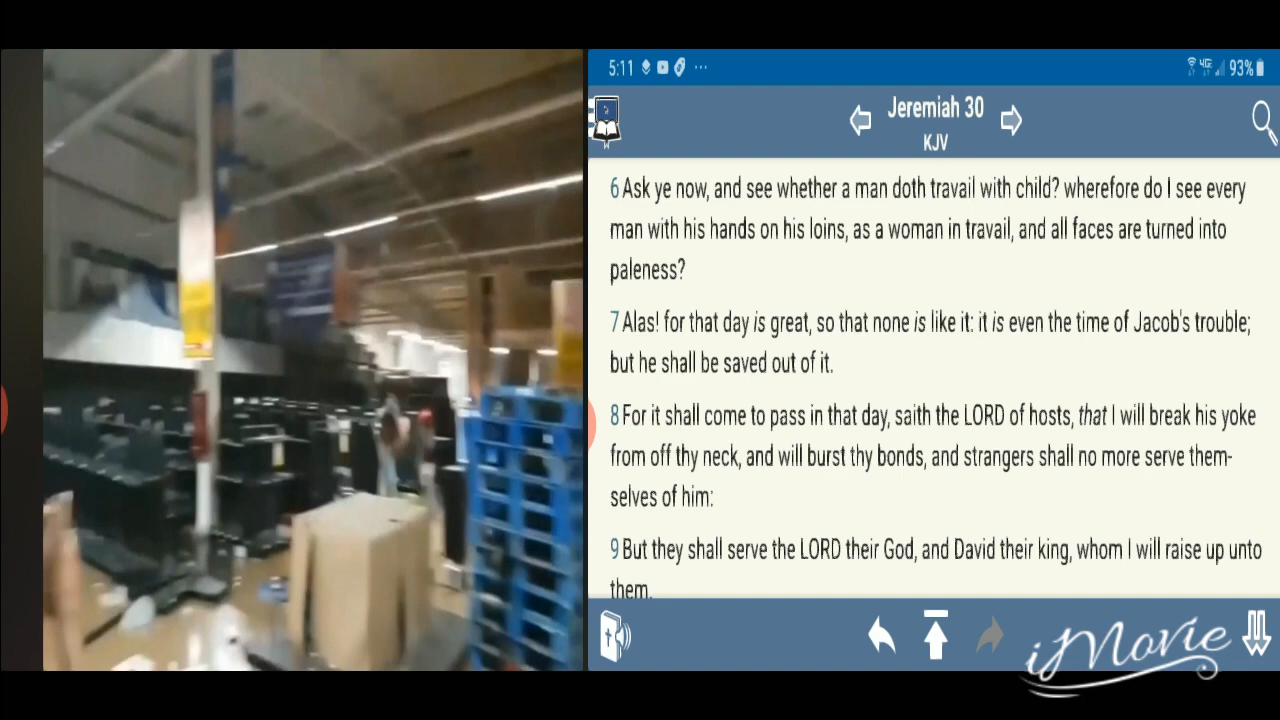 5:11
93%
Jeremiah 30
KJV
6 Ask ye now, and see whether a man doth travail with child? wherefore do I see every
man with his hands on his loins, as a woman in travail, and all faces are turned into
paleness?
7 Alas! for that day is great, so that none is like it: it is even the time of Jacob's trouble;
but he shall be saved out of it.
8 For it shall come to pass in that day, saith the LORD of hosts, that I will break his yoke
from off thy neck, and will burst thy bonds, and strangers shall no more serve them-
selves of him:
9 But they shall serve the LORD their God, and David their king, whom I will raise up unto
them.
iMovie